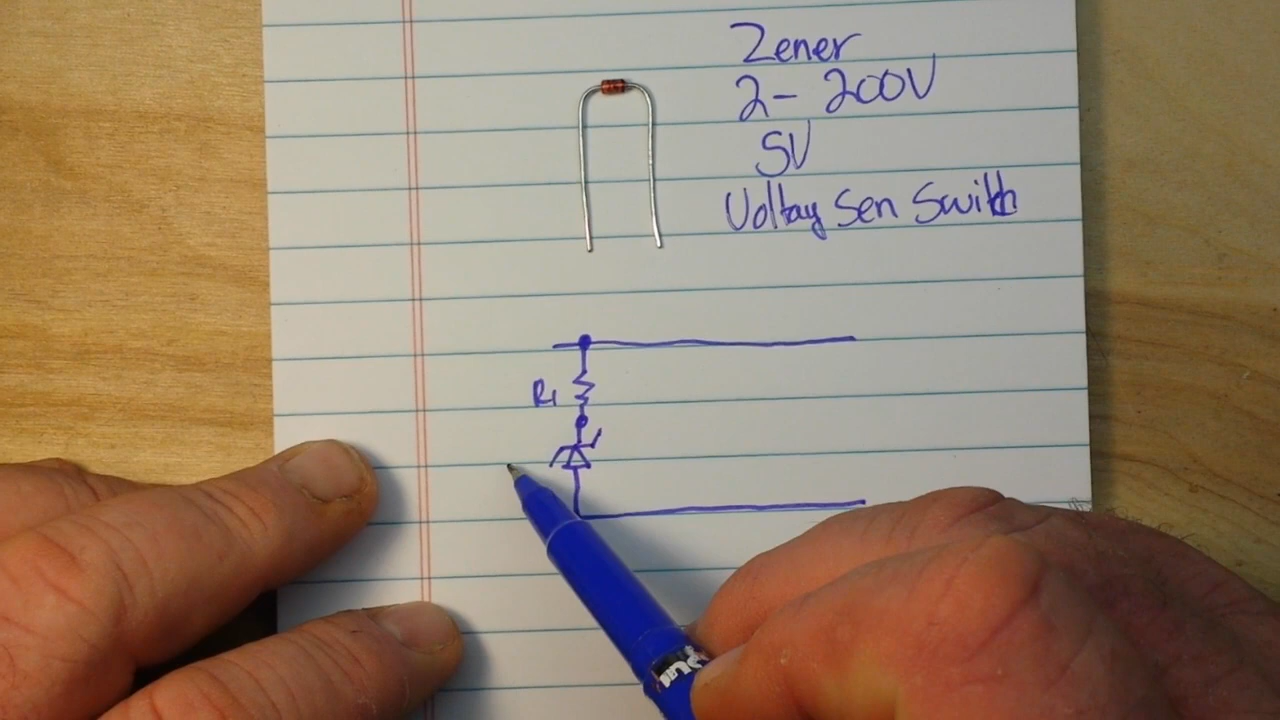 Zener
2- 200V
5V
Voltag Sen Switch
R1